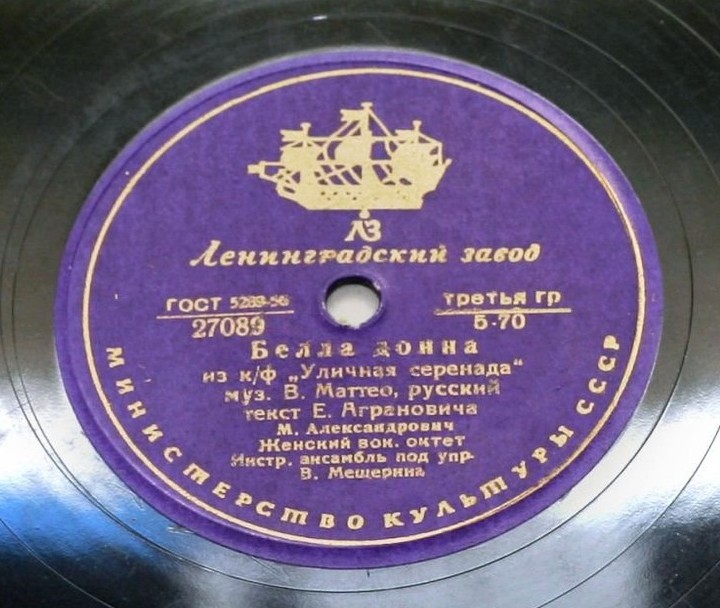 ЛЗ
Ленинградский завод
ГОСТ 5289-56 третья гр
27089 5-70
Белла донна
из к/ф „Уличная серенада“
муз. В. Маттео, русский
текст Е. Аграновича
М. Александрович
Женский вок. октет
Инстр. ансамбль под упр.
В. Мещерина
МИНИСТЕРСТВО КУЛЬТУРЫ СССР